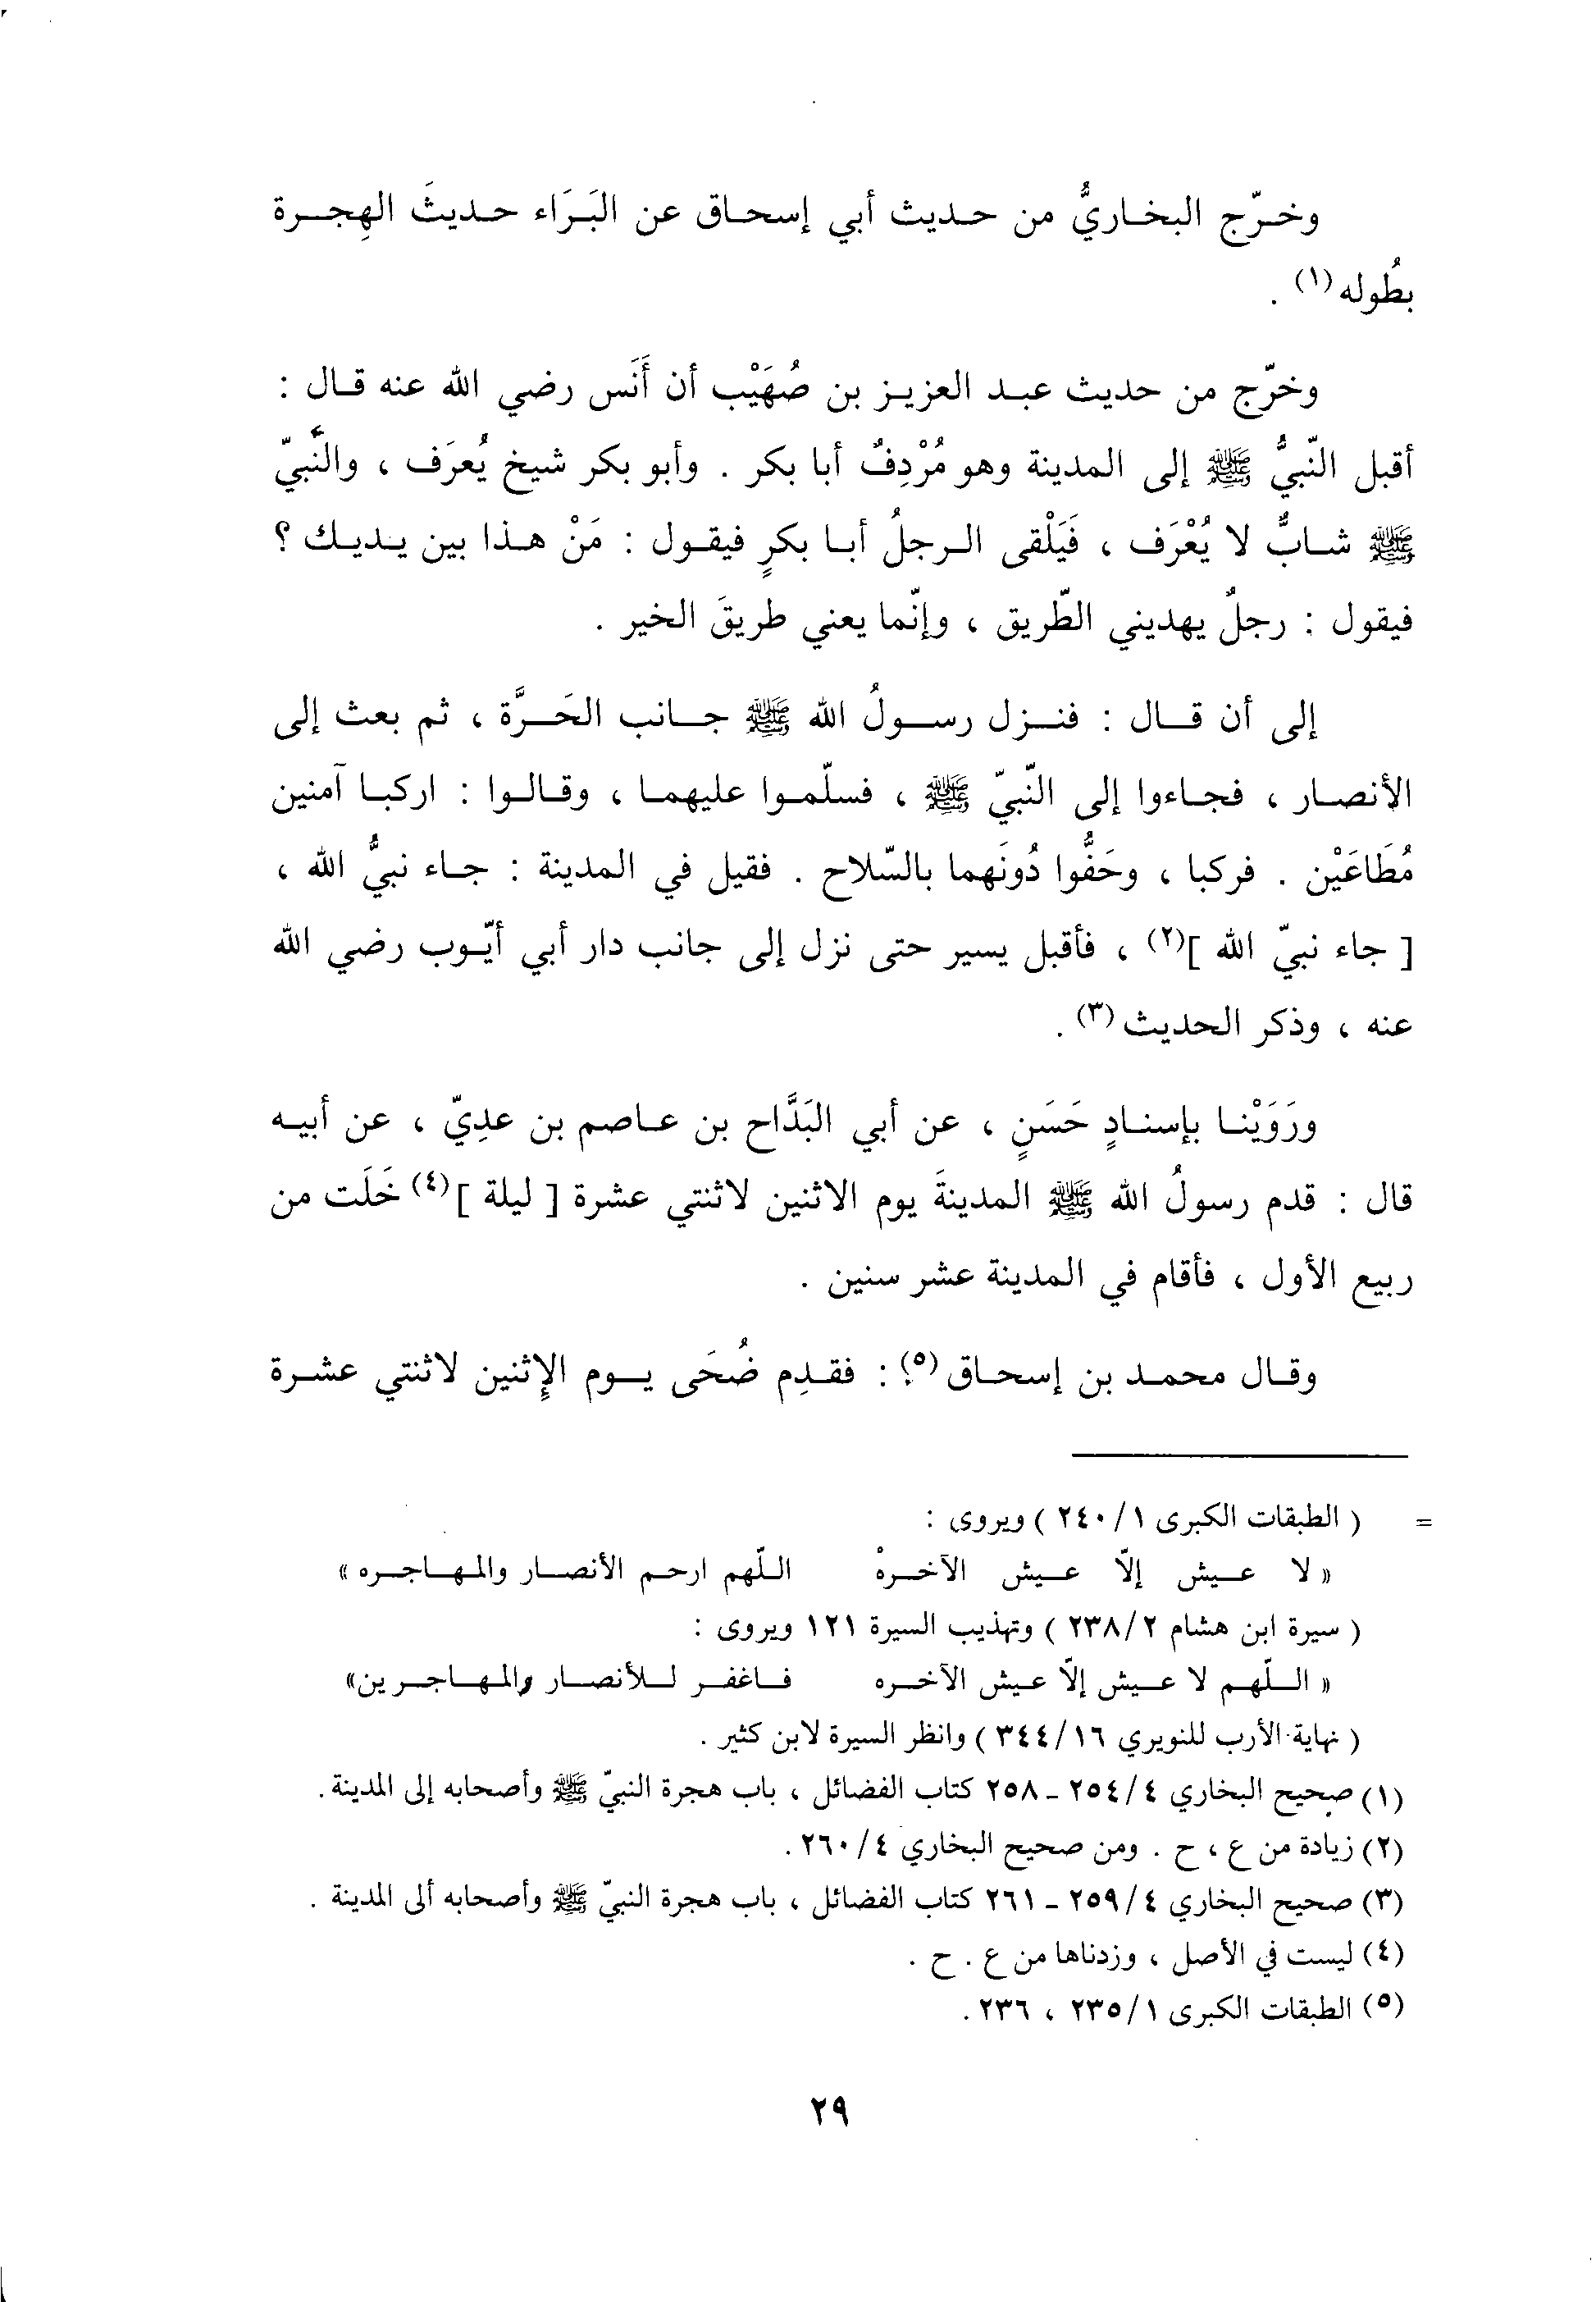 وخرّج البخاريُّ من حديث أبي إسحاق عن البَرَاء حديثَ الهِجرة
بطُوله(١) .
وخرّج من حديث عبد العزيز بن صُهَيْب أن أَنَس رضي الله عنه قال :
أقبل النّبيُّ ﷺ إلى المدينة وهو مُرْدِفٌ أبا بكر . وأبو بكر شيخ يُعرَف ، والنَّبيّ
ﷺ شابٌّ لا يُعْرَف ، فَيَلْقى الرجلُ أبا بكرٍ فيقول : مَنْ هذا بين يديك ؟
فيقول : رجلٌ يهديني الطّريق ، وإنّما يعني طريقَ الخير .
إلى أن قال : فنزل رسولُ الله ﷺ جانب الحَرَّة ، ثم بعث إلى
الأنصار ، فجاءوا إلى النّبيّ ﷺ ، فسلّموا عليهما ، وقالوا : اركبا آمنين
مُطَاعَيْن . فركبا ، وحَفُّوا دُونَهما بالسّلاح . فقيل في المدينة : جاء نبيُّ الله ،
[ جاء نبيّ الله ](٢) ، فأقبل يسير حتى نزل إلى جانب دار أبي أيّوب رضي الله
عنه ، وذكر الحديث(٣) .
ورَوَيْنا بإسنادٍ حَسَنٍ ، عن أبي البَدَّاح بن عاصم بن عدِيّ ، عن أبيه
قال : قدم رسولُ الله ﷺ المدينةَ يوم الاثنين لاثنتي عشرة [ ليلة ](٤) خَلَت من
ربيع الأول ، فأقام في المدينة عشر سنين .
وقال محمد بن إسحاق(٥) : فقدِم ضُحَى يوم الإثنين لاثنتي عشرة
= ( الطبقات الكبرى ١/٢٤٠ ) ويروى :
« لا عيش إلّا عيش الآخرهْ اللّهم ارحم الأنصار والمهاجره »
( سيرة ابن هشام ٢/٢٣٨ ) وتهذيب السيرة ١٢١ ويروى :
« اللّهم لا عيش إلّا عيش الآخره فاغفر للأنصار والمهاجرين»
( نهاية الأرب للنويري ١٦/٣٤٤ ) وانظر السيرة لابن كثير .
(١) صحيح البخاري ٤/٢٥٤ - ٢٥٨ كتاب الفضائل ، باب هجرة النبيّ ﷺ وأصحابه إلى المدينة .
(٢) زيادة من ع ، ح . ومن صحيح البخاري ٤/٢٦٠ .
(٣) صحيح البخاري ٤/٢٥٩ - ٢٦١ كتاب الفضائل ، باب هجرة النبيّ ﷺ وأصحابه ألى المدينة .
(٤) ليست في الأصل ، وزدناها من ع . ح .
(٥) الطبقات الكبرى ١/٢٣٥ ، ٢٣٦ .
٢٩